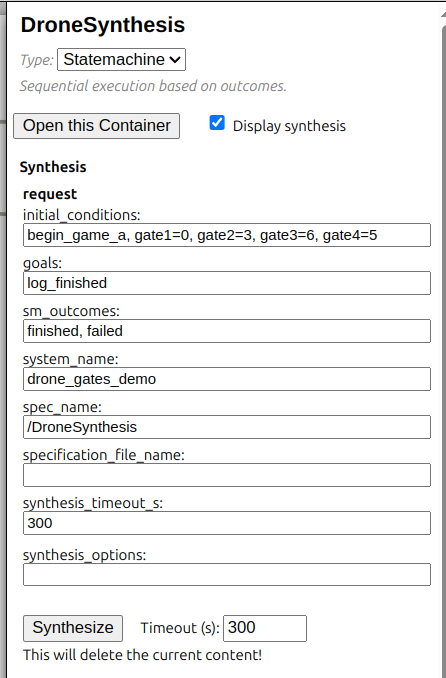 DroneSynthesis
Type: Statemachine
Sequential execution based on outcomes.
Open this Container Display synthesis
Synthesis
request
initial_conditions:
begin_game_a, gate1=0, gate2=3, gate3=6, gate4=5
goals:
log_finished
sm_outcomes:
finished, failed
system_name:
drone_gates_demo
spec_name:
/DroneSynthesis
specification_file_name:
synthesis_timeout_s:
300
synthesis_options:
Synthesize Timeout (s): 300
This will delete the current content!